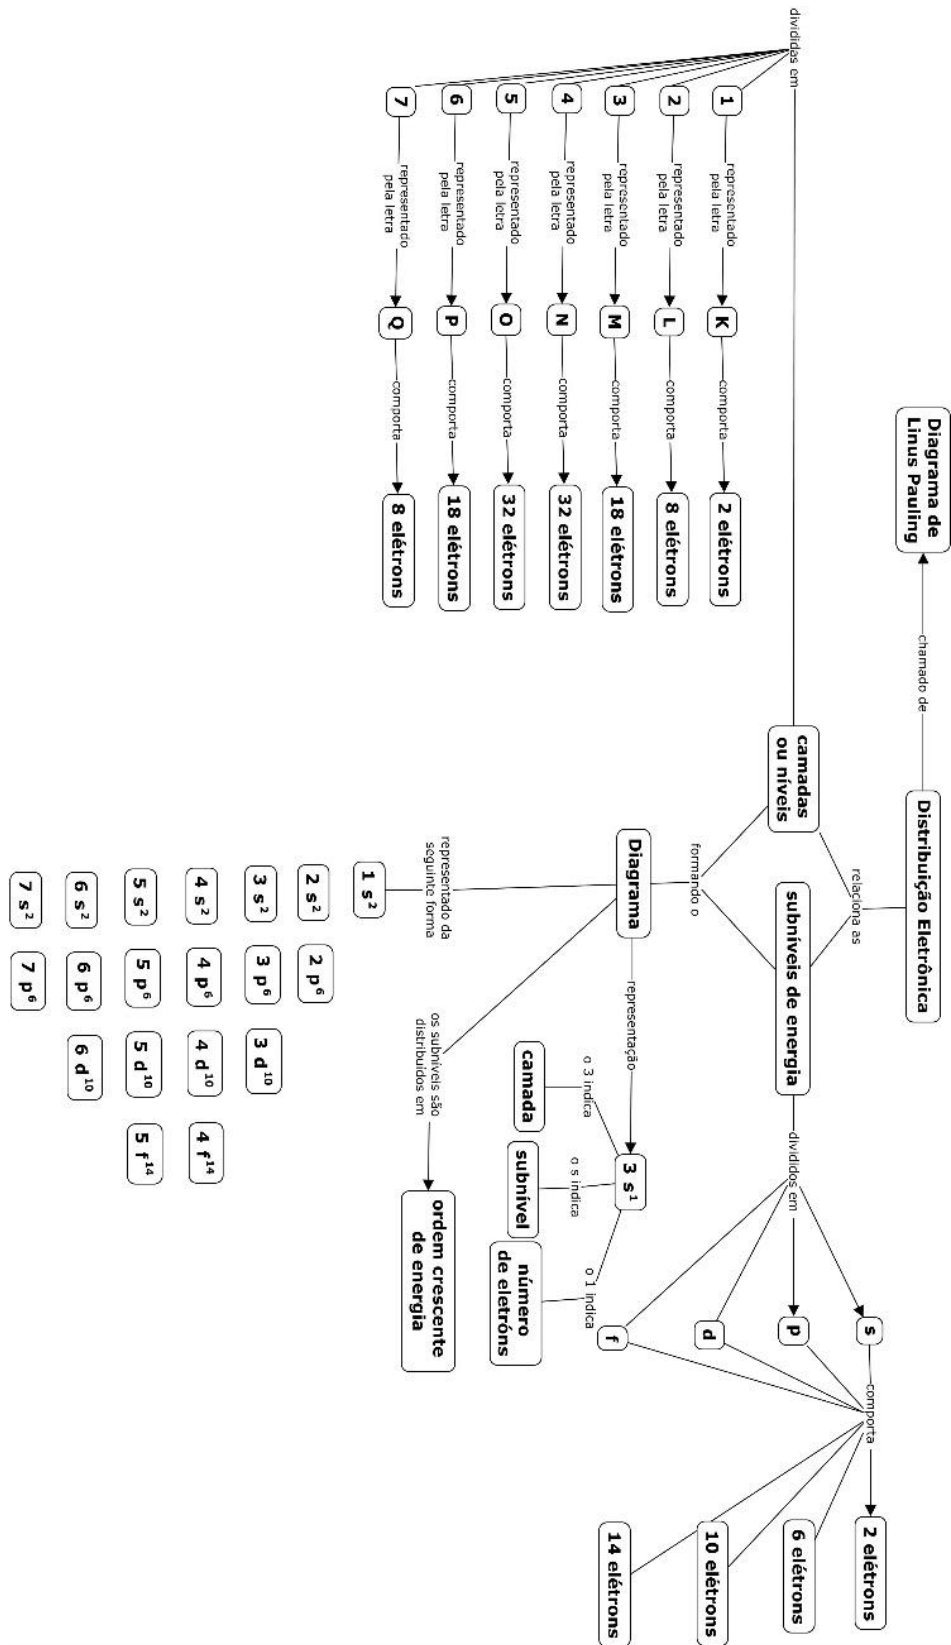 Diagrama de
Linus Pauling
chamado de
Distribuição Eletrônica
relaciona as
camadas
ou níveis
subníveis de energia
divididas em
1
representado
pela letra
K
comporta
2 elétrons
2
representado
pela letra
L
comporta
8 elétrons
3
representado
pela letra
M
comporta
18 elétrons
4
representado
pela letra
N
comporta
32 elétrons
5
representado
pela letra
O
comporta
32 elétrons
6
representado
pela letra
P
comporta
18 elétrons
7
representado
pela letra
Q
comporta
8 elétrons
formando o
Diagrama
divididos em
s
p
d
f
comporta
2 elétrons
6 elétrons
10 elétrons
14 elétrons
representação
3 s¹
o 3 indica
camada
o s indica
subnível
o 1 indica
número
de eletróns
os subníveis são
distribuidos em
ordem crescente
de energia
representado da
seguinte forma
1 s²
2 s² 2 p⁶
3 s² 3 p⁶ 3 d¹⁰
4 s² 4 p⁶ 4 d¹⁰ 4 f¹⁴
5 s² 5 p⁶ 5 d¹⁰ 5 f¹⁴
6 s² 6 p⁶ 6 d¹⁰
7 s² 7 p⁶